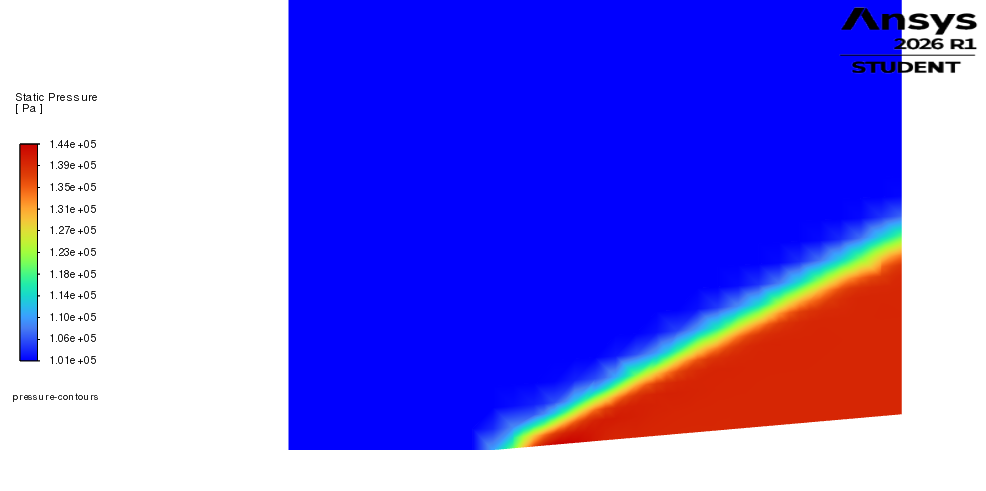 Ansys
2026 R1
STUDENT
Static Pressure
[ Pa ]
1.44e+05
1.39e+05
1.35e+05
1.31e+05
1.27e+05
1.23e+05
1.18e+05
1.14e+05
1.10e+05
1.06e+05
1.01e+05
pressure-contours